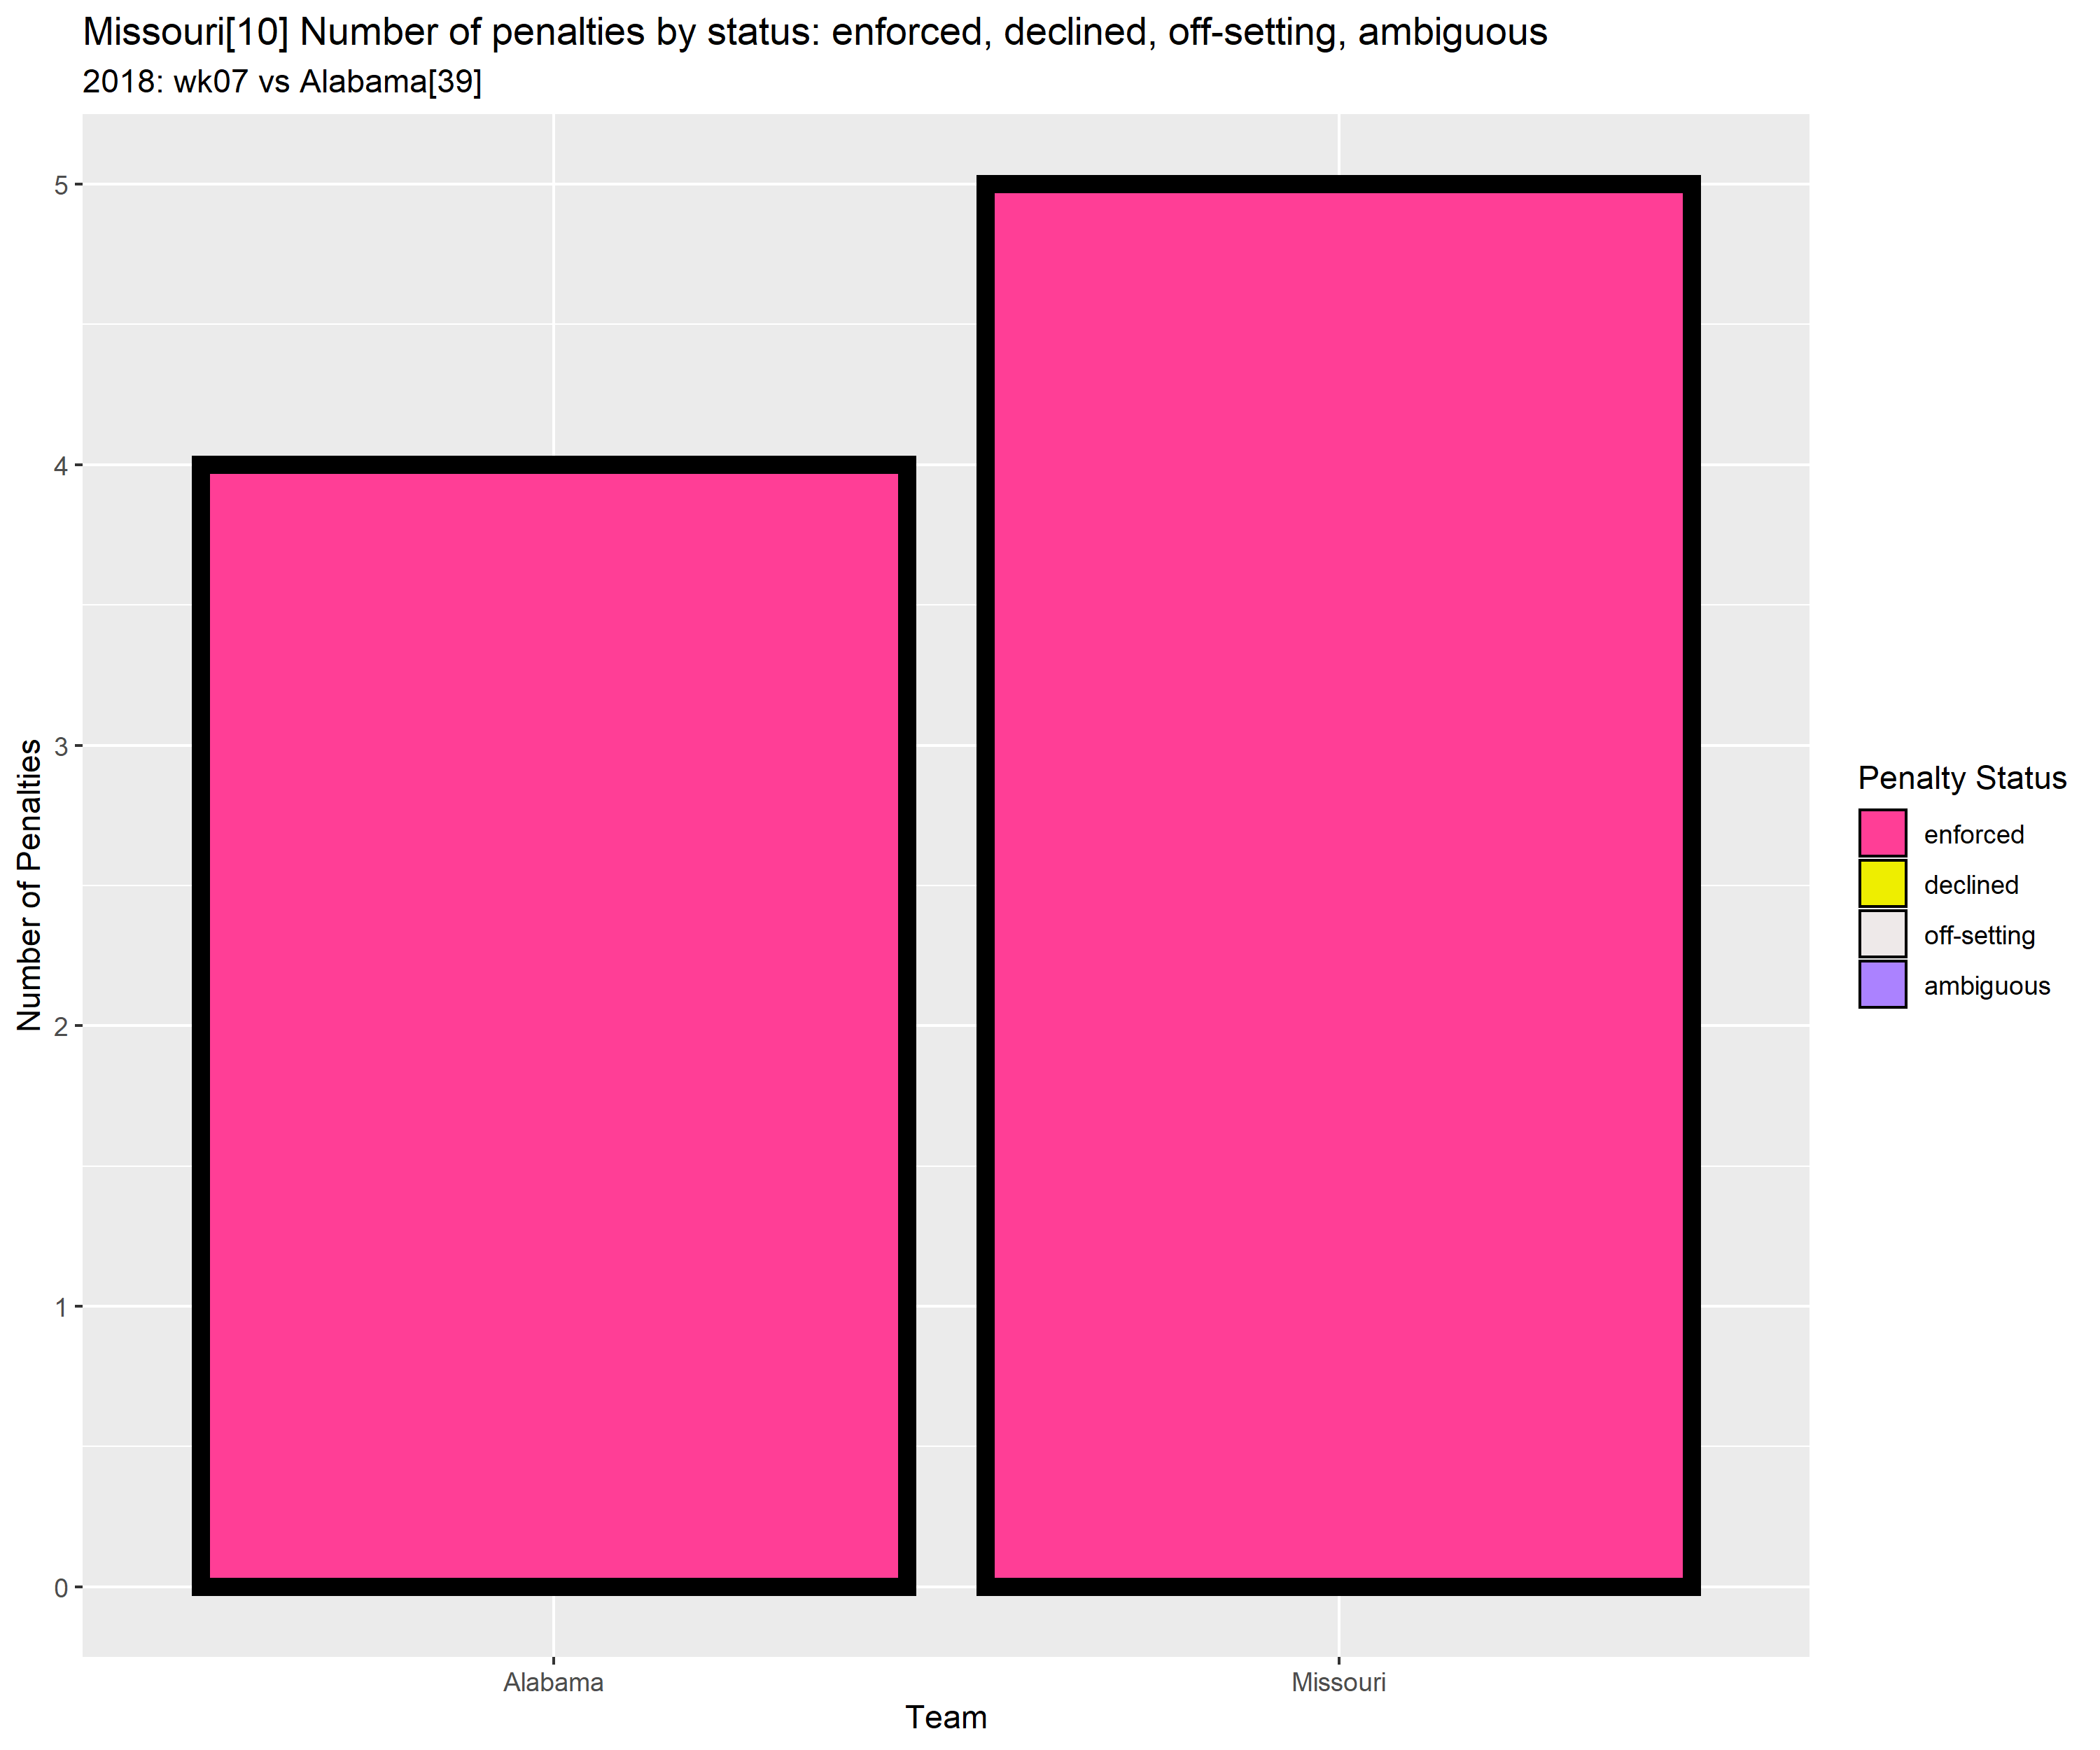 Missouri[10] Number of penalties by status: enforced, declined, off-setting, ambiguous
2018: wk07 vs Alabama[39]
Number of Penalties
5
4
3
2
1
0
Alabama
Missouri
Team
Penalty Status
enforced
declined
off-setting
ambiguous